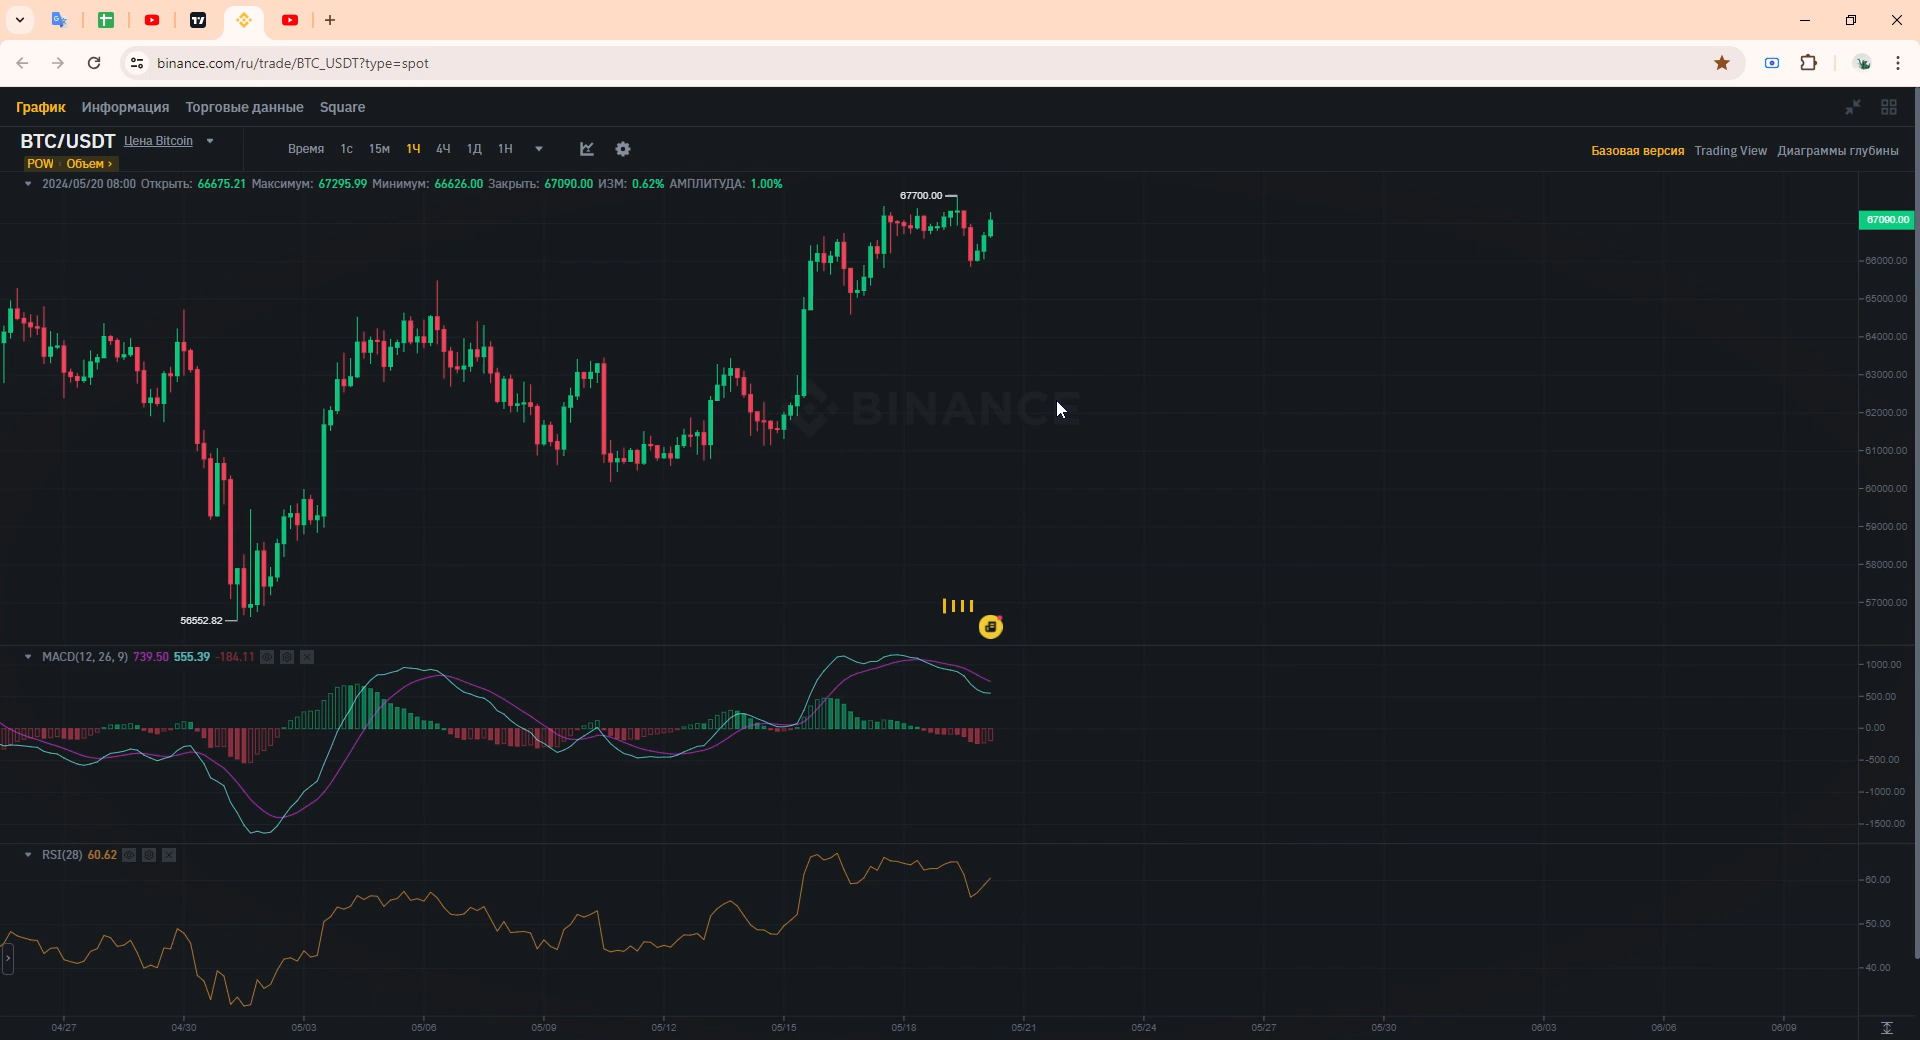 binance.com/ru/trade/BTC_USDT?type=spot
График Информация Торговые данные Square
BTC/USDT Цена Bitcoin
Время 1с 15м 1Ч 4Ч 1Д 1Н
Базовая версия Trading View Диаграммы глубины
POW Объем ›
2024/05/20 08:00 Открыть: 66675.21 Максимум: 67295.99 Минимум: 66626.00 Закрыть: 67090.00 ИЗМ: 0.62% АМПЛИТУДА: 1.00%
67700.00
67090.00
66000.00
65000.00
64000.00
63000.00
62000.00
BINANCE
61000.00
60000.00
59000.00
58000.00
57000.00
56552.82
MACD(12, 26, 9) 739.50 555.39 -184.11
1000.00
500.00
0.00
-500.00
-1000.00
-1500.00
RSI(28) 60.62
60.00
50.00
40.00
04/27 04/30 05/03 05/06 05/09 05/12 05/15 05/18 05/21 05/24 05/27 05/30 06/03 06/06 06/09